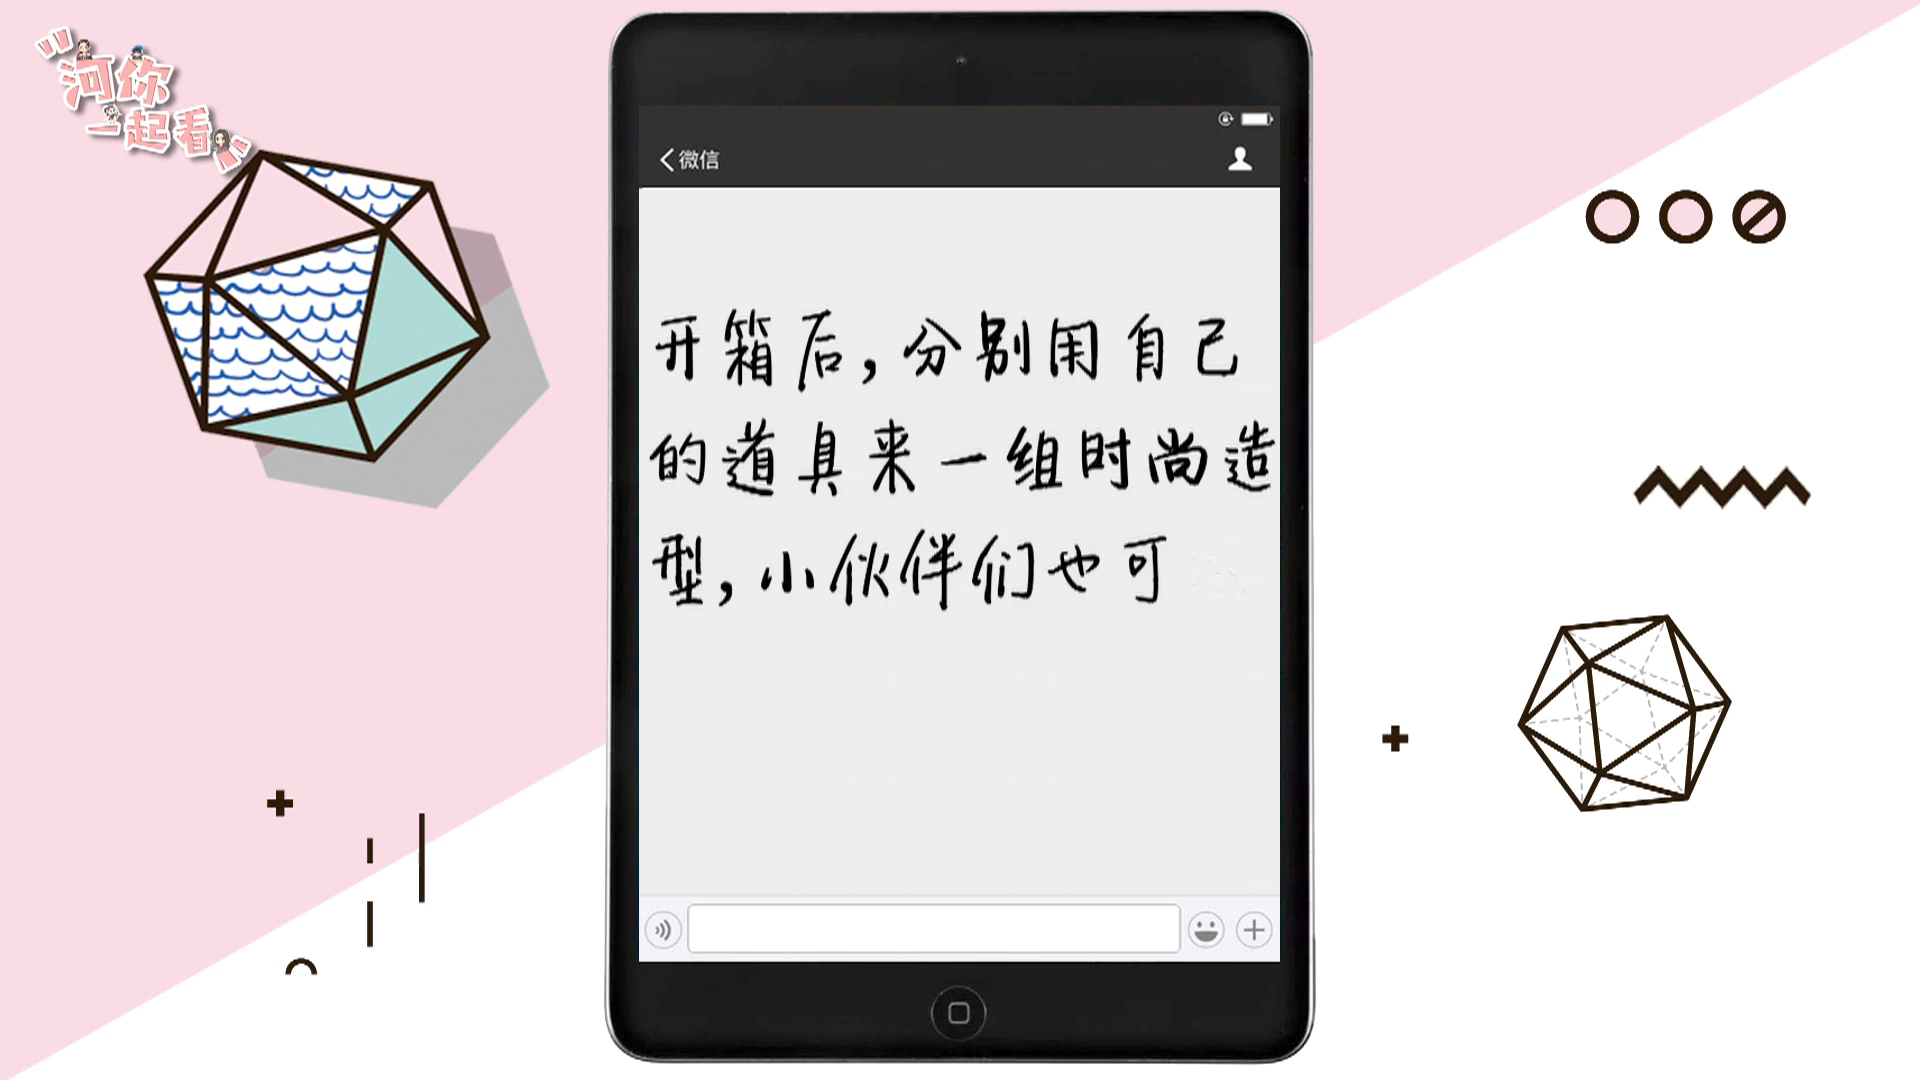 河你
一起看
微信
开箱后,分别用自己
的道具来一组时尚造
型,小伙伴们也可